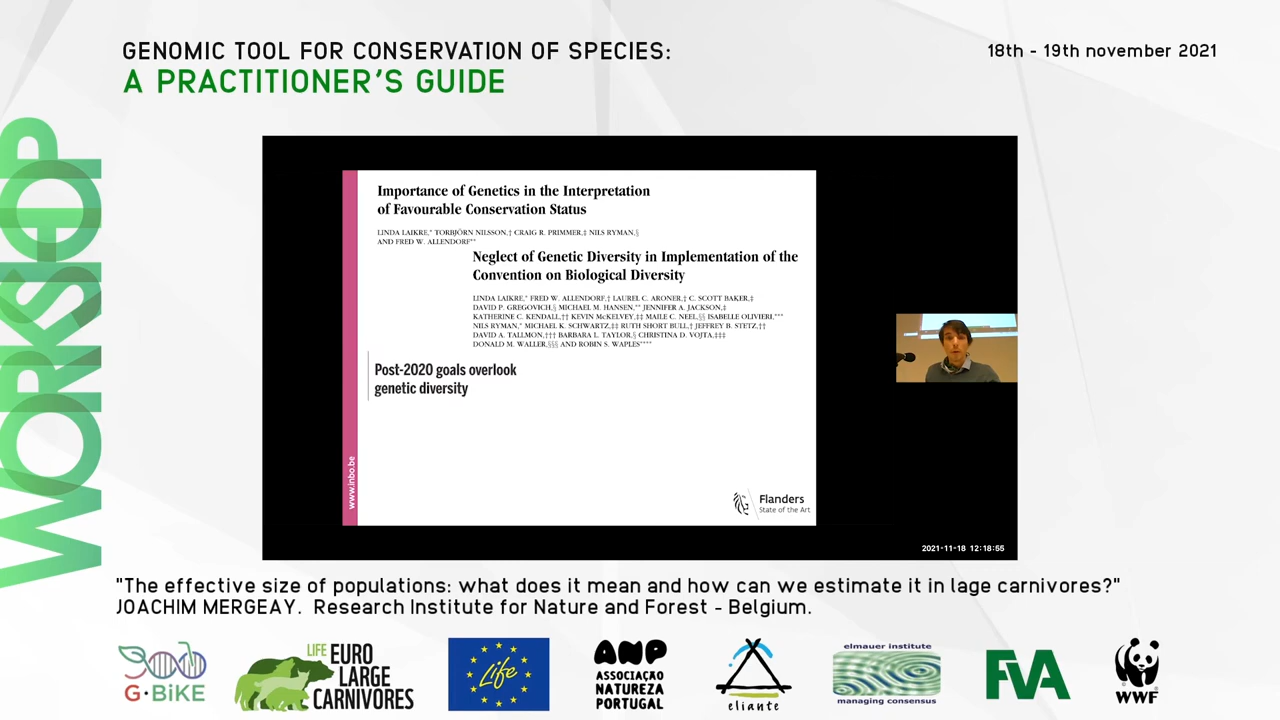 GENOMIC TOOL FOR CONSERVATION OF SPECIES:
A PRACTITIONER'S GUIDE
18th - 19th november 2021
WORKSHOP
Importance of Genetics in the Interpretation
of Favourable Conservation Status
LINDA LAIKRE,* TORBJÖRN NILSSON,† CRAIG R. PRIMMER,‡ NILS RYMAN,§
AND FRED W. ALLENDORF**
Neglect of Genetic Diversity in Implementation of the
Convention on Biological Diversity
LINDA LAIKRE,* FRED W. ALLENDORF,† LAUREL C. ARONER,‡ C. SCOTT BAKER,‡
DAVID P. GREGOVICH,§ MICHAEL M. HANSEN,** JENNIFER A. JACKSON,‡
KATHERINE C. KENDALL,†† KEVIN McKELVEY,‡‡ MAILE C. NEEL,§§ ISABELLE OLIVIERI,***
NILS RYMAN,* MICHAEL K. SCHWARTZ,‡‡ RUTH SHORT BULL,† JEFFREY B. STETZ,††
DAVID A. TALLMON,††† BARBARA L. TAYLOR,§ CHRISTINA D. VOJTA,‡‡‡
DONALD M. WALLER,§§§ AND ROBIN S. WAPLES****
Post-2020 goals overlook
genetic diversity
www.inbo.be
Flanders
State of the Art
2021-11-18 12:18:55
"The effective size of populations: what does it mean and how can we estimate it in lage carnivores?"
JOACHIM MERGEAY. Research Institute for Nature and Forest - Belgium.
G·BiKE
LIFE EURO
LARGE
CARNIVORES
Life
ANP
ASSOCIAÇÃO
NATUREZA
PORTUGAL
eliante
elmauer institute
managing consensus
FVA
WWF